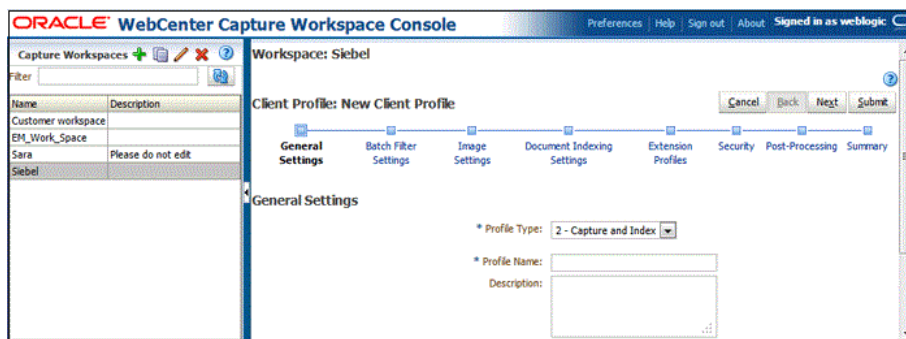 ORACLE WebCenter Capture Workspace Console
Preferences Help Sign out About Signed in as weblogic
Capture Workspaces
Filter
Name Description
Customer workspace
EM_Work_Space
Sara Please do not edit
Siebel
Workspace: Siebel
Client Profile: New Client Profile
Cancel Back Next Submit
General Settings
Batch Filter Settings
Image Settings
Document Indexing Settings
Extension Profiles
Security
Post-Processing
Summary
General Settings
* Profile Type: 2 - Capture and Index
* Profile Name:
Description: